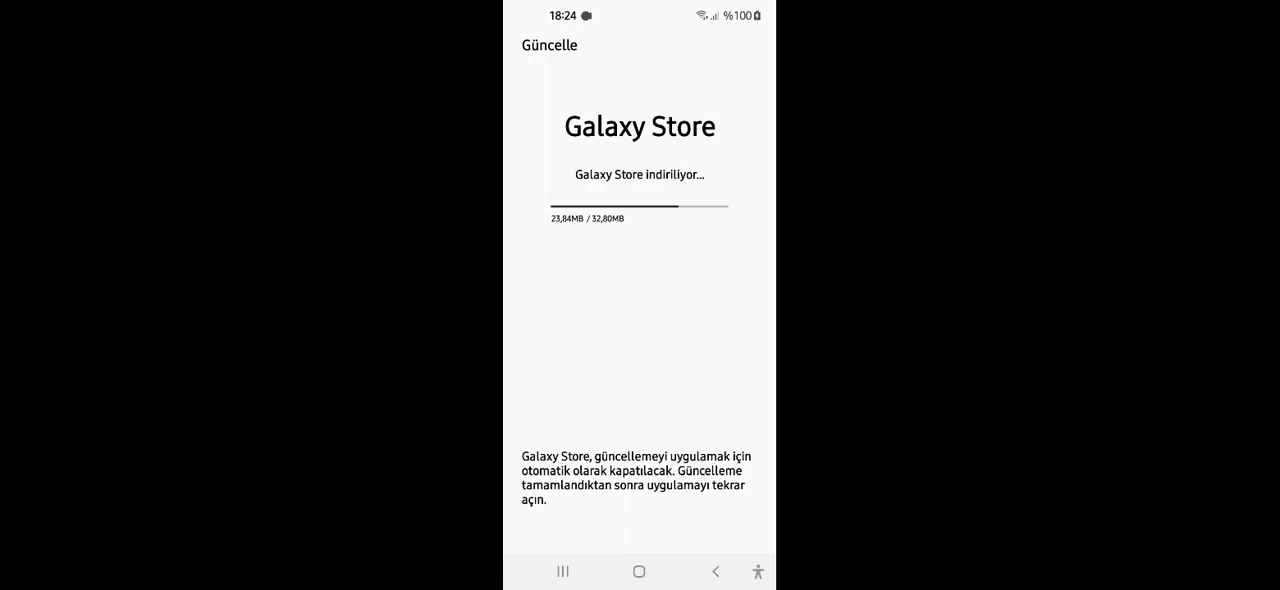 18:24 %100
Güncelle
Galaxy Store
Galaxy Store indiriliyor...
23,84MB / 32,80MB
Galaxy Store, güncellemeyi uygulamak için
otomatik olarak kapatılacak. Güncelleme
tamamlandıktan sonra uygulamayı tekrar
açın.